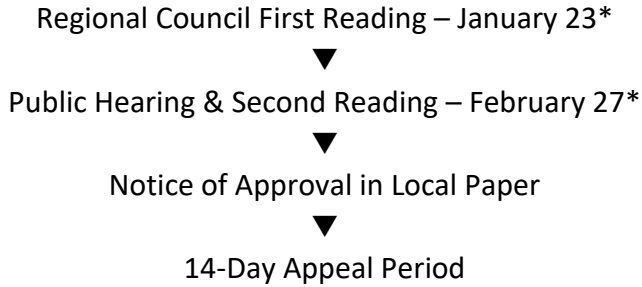 Regional Council First Reading – January 23*
Public Hearing & Second Reading – February 27*
Notice of Approval in Local Paper
14-Day Appeal Period